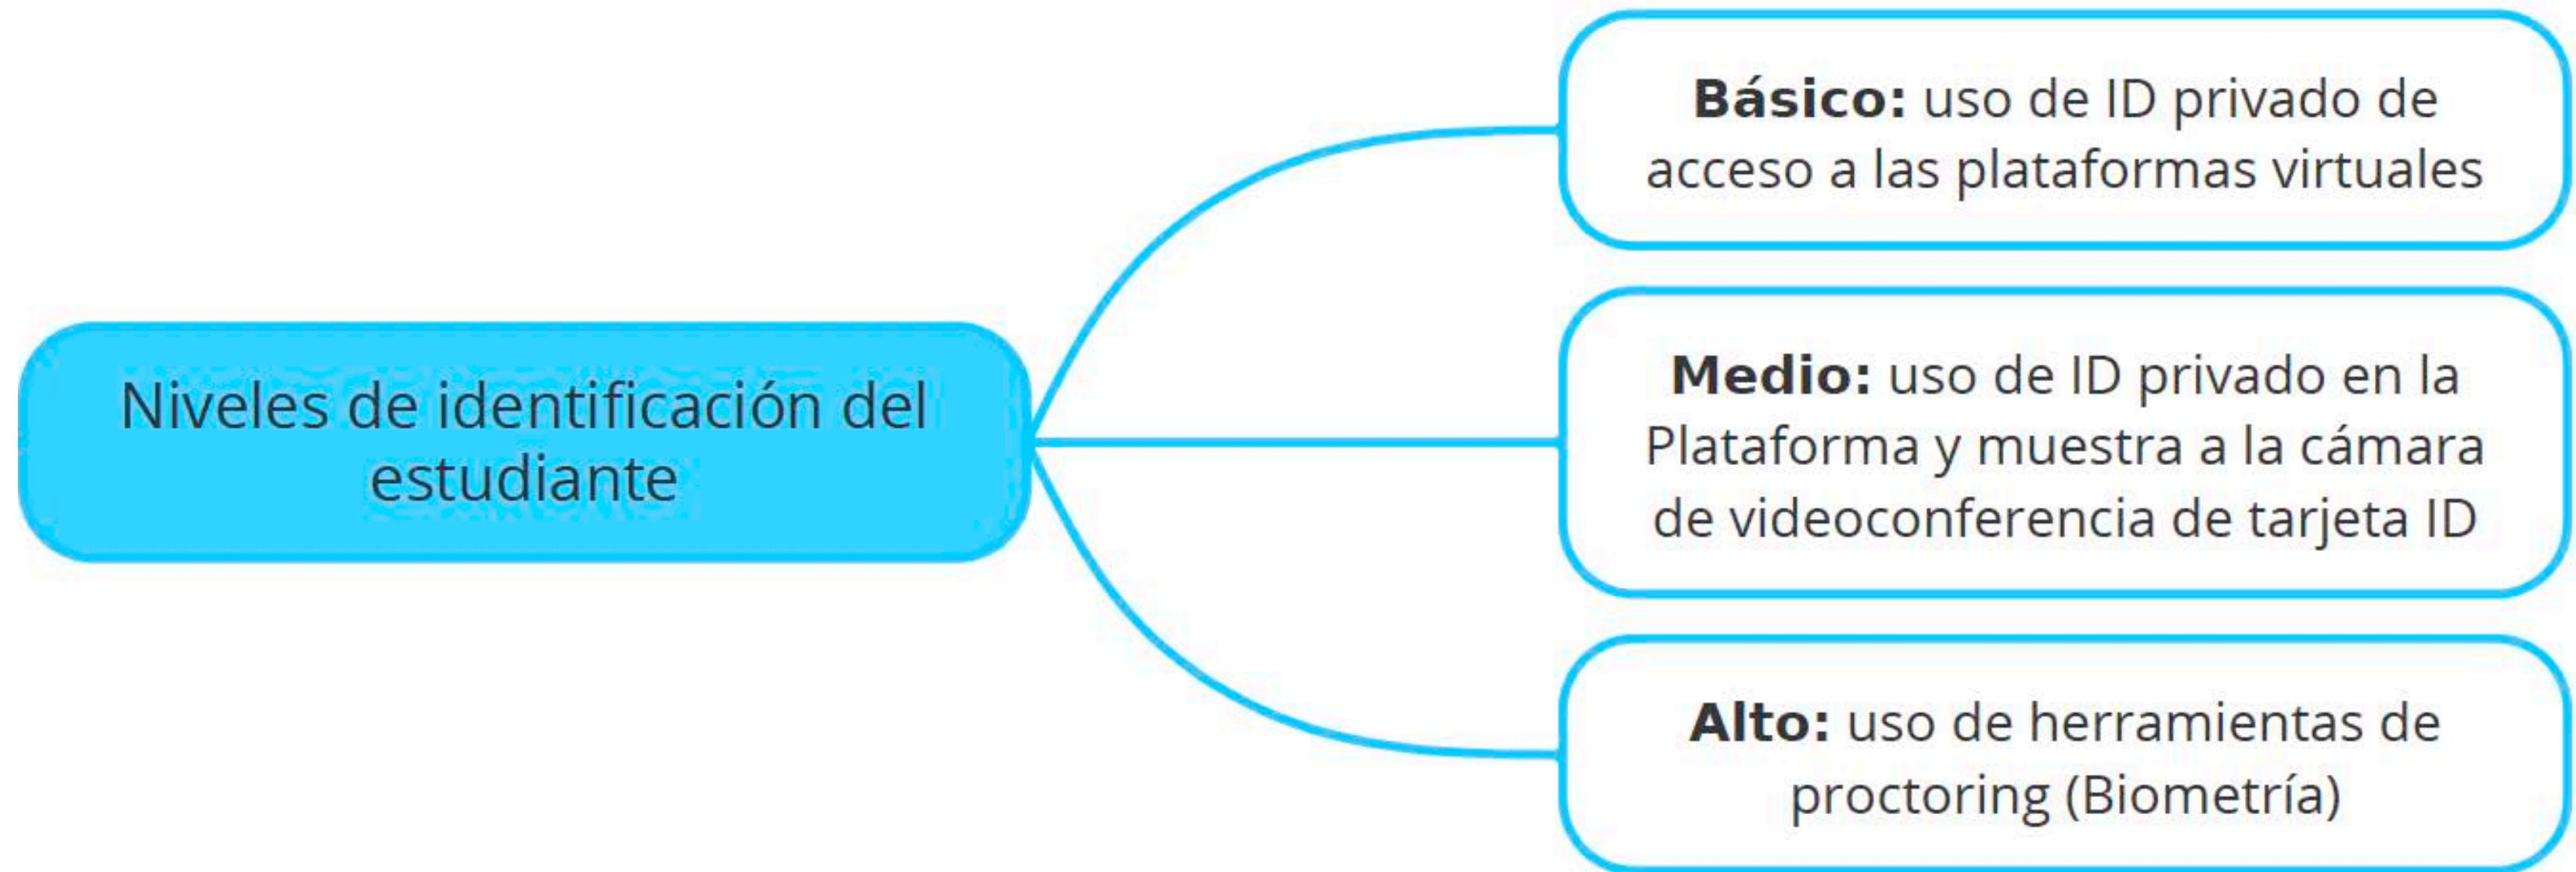 Niveles de identificación del
estudiante
Básico: uso de ID privado de
acceso a las plataformas virtuales
Medio: uso de ID privado en la
Plataforma y muestra a la cámara
de videoconferencia de tarjeta ID
Alto: uso de herramientas de
proctoring (Biometría)